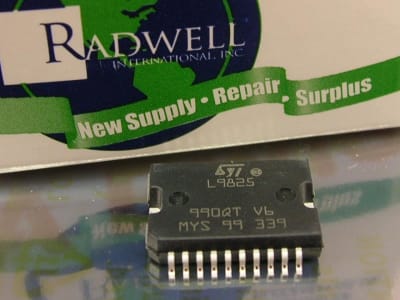 RADWELL
INTERNATIONAL, INC
New Supply • Repair • Surplus
ST
L9825
990QT V6
MYS 99 339